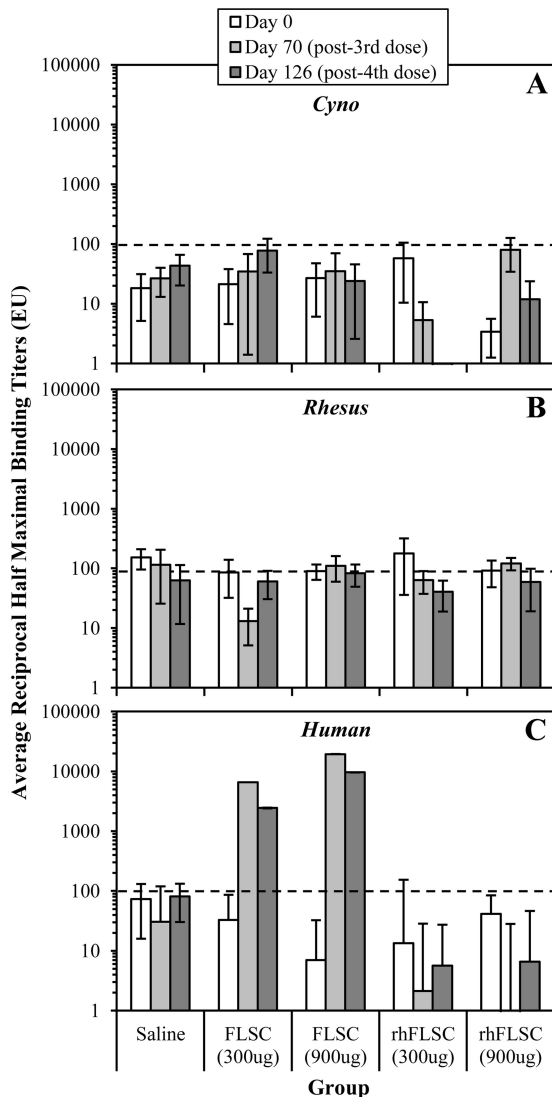 Day 0
Day 70 (post-3rd dose)
Day 126 (post-4th dose)
Average Reciprocal Half Maximal Binding Titers (EU)
A
Cyno
100000
10000
1000
100
10
1
B
Rhesus
100000
10000
1000
100
10
1
C
Human
100000
10000
1000
100
10
1
Saline
FLSC
(300ug)
FLSC
(900ug)
rhFLSC
(300ug)
rhFLSC
(900ug)
Group